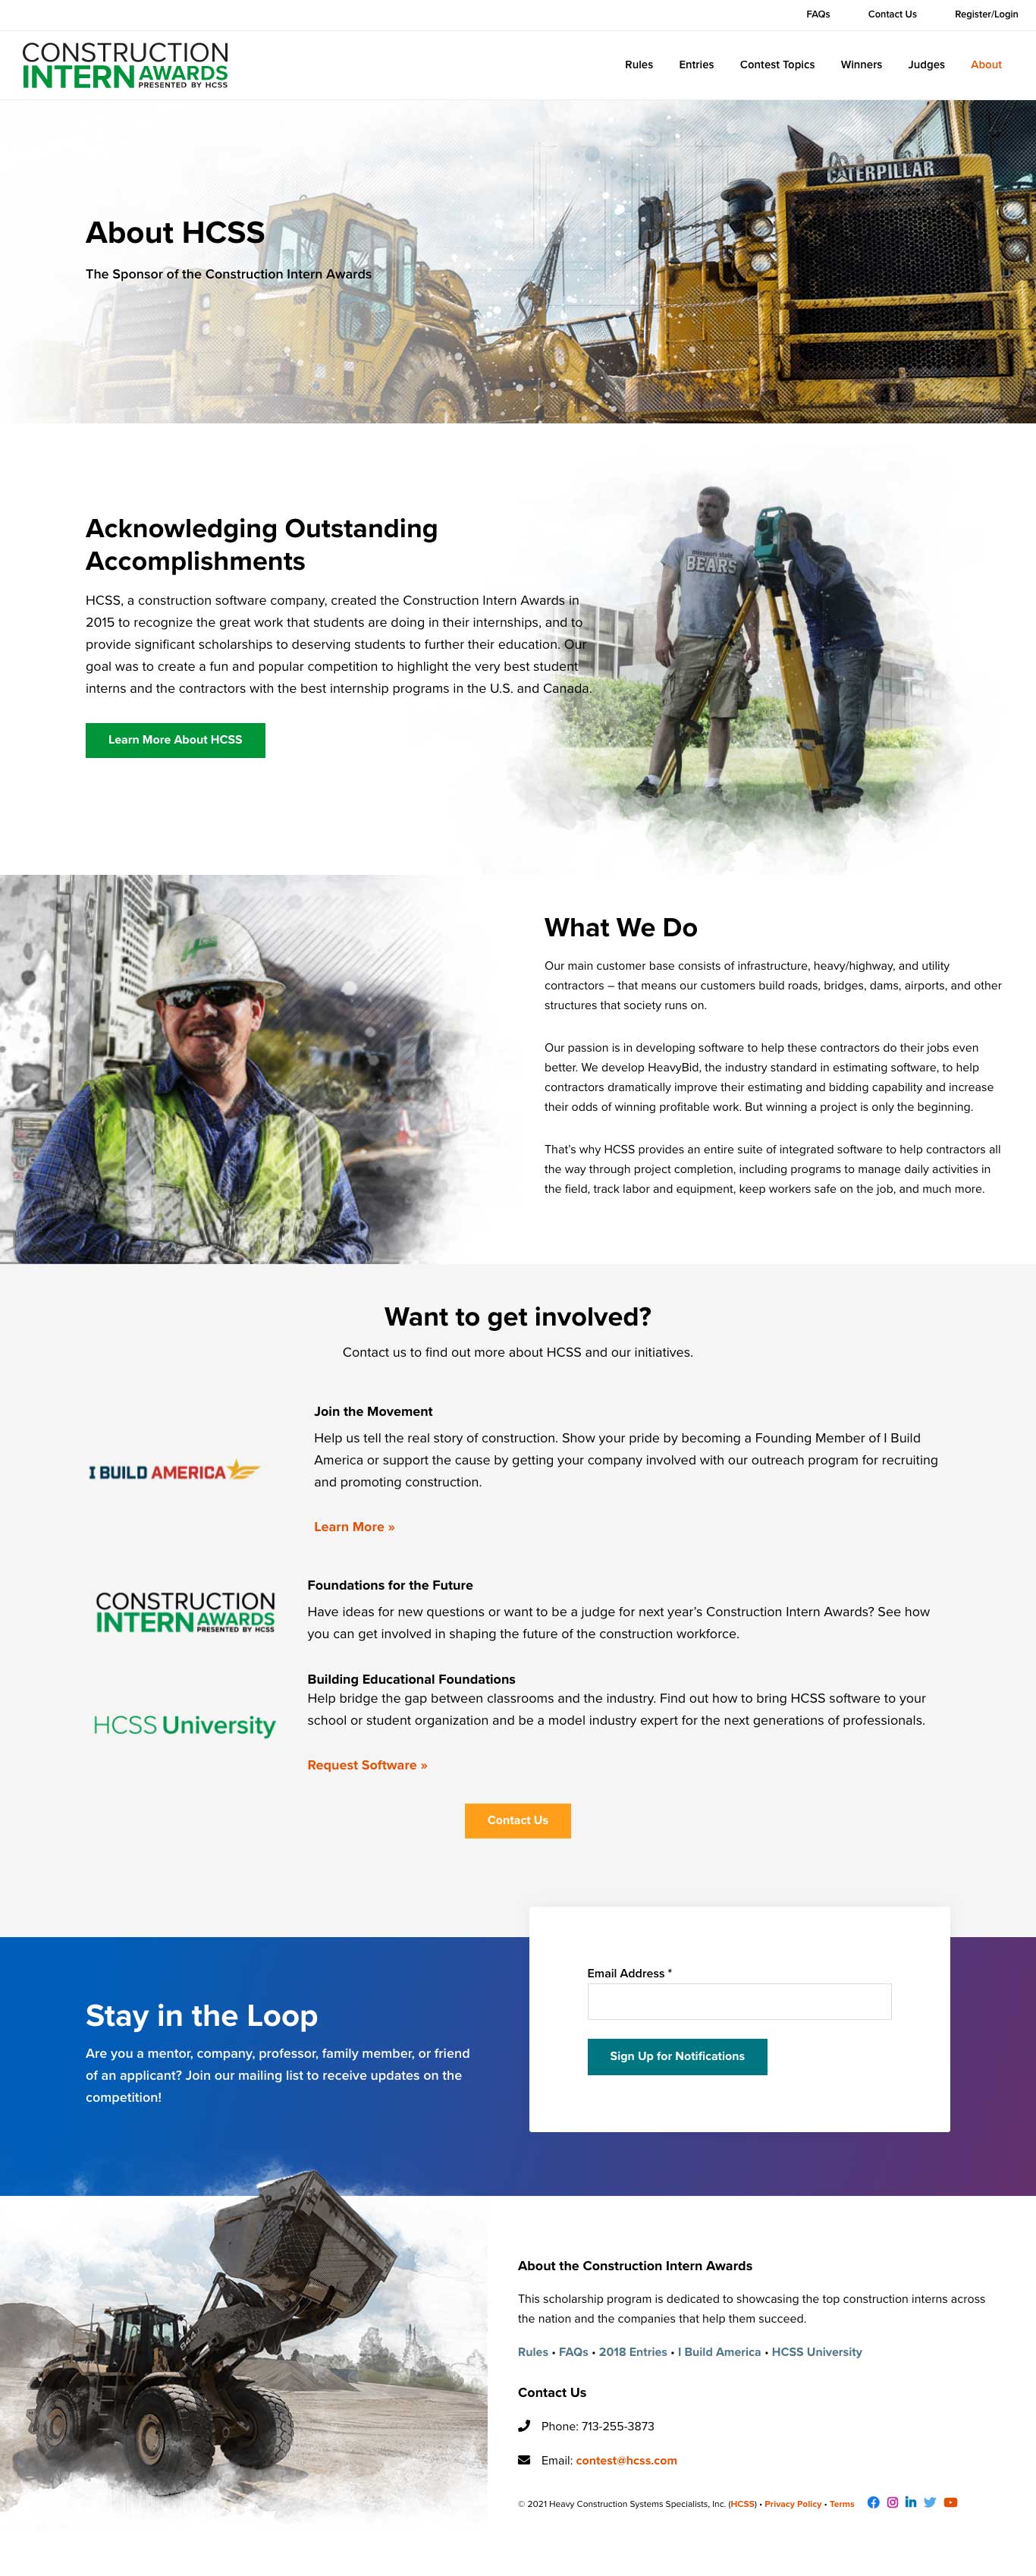 FAQs
Contact Us
Register/Login
CONSTRUCTION
INTERN AWARDS
PRESENTED BY HCSS
Rules
Entries
Contest Topics
Winners
Judges
About
CATERPILLAR
About HCSS
The Sponsor of the Construction Intern Awards
Acknowledging Outstanding
Accomplishments
HCSS, a construction software company, created the Construction Intern Awards in
2015 to recognize the great work that students are doing in their internships, and to
provide significant scholarships to deserving students to further their education. Our
goal was to create a fun and popular competition to highlight the very best student
interns and the contractors with the best internship programs in the U.S. and Canada.
Learn More About HCSS
missouri state
BEARS
HCSS
What We Do
Our main customer base consists of infrastructure, heavy/highway, and utility
contractors – that means our customers build roads, bridges, dams, airports, and other
structures that society runs on.
Our passion is in developing software to help these contractors do their jobs even
better. We develop HeavyBid, the industry standard in estimating software, to help
contractors dramatically improve their estimating and bidding capability and increase
their odds of winning profitable work. But winning a project is only the beginning.
That's why HCSS provides an entire suite of integrated software to help contractors all
the way through project completion, including programs to manage daily activities in
the field, track labor and equipment, keep workers safe on the job, and much more.
Want to get involved?
Contact us to find out more about HCSS and our initiatives.
I BUILD AMERICA
Join the Movement
Help us tell the real story of construction. Show your pride by becoming a Founding Member of I Build
America or support the cause by getting your company involved with our outreach program for recruiting
and promoting construction.
Learn More »
CONSTRUCTION
INTERN AWARDS
PRESENTED BY HCSS
Foundations for the Future
Have ideas for new questions or want to be a judge for next year's Construction Intern Awards? See how
you can get involved in shaping the future of the construction workforce.
HCSS University
Building Educational Foundations
Help bridge the gap between classrooms and the industry. Find out how to bring HCSS software to your
school or student organization and be a model industry expert for the next generations of professionals.
Request Software »
Contact Us
Stay in the Loop
Are you a mentor, company, professor, family member, or friend
of an applicant? Join our mailing list to receive updates on the
competition!
Email Address *
Sign Up for Notifications
About the Construction Intern Awards
This scholarship program is dedicated to showcasing the top construction interns across
the nation and the companies that help them succeed.
Rules • FAQs • 2018 Entries • I Build America • HCSS University
Contact Us
Phone: 713-255-3873
Email: contest@hcss.com
© 2021 Heavy Construction Systems Specialists, Inc. (HCSS) • Privacy Policy • Terms